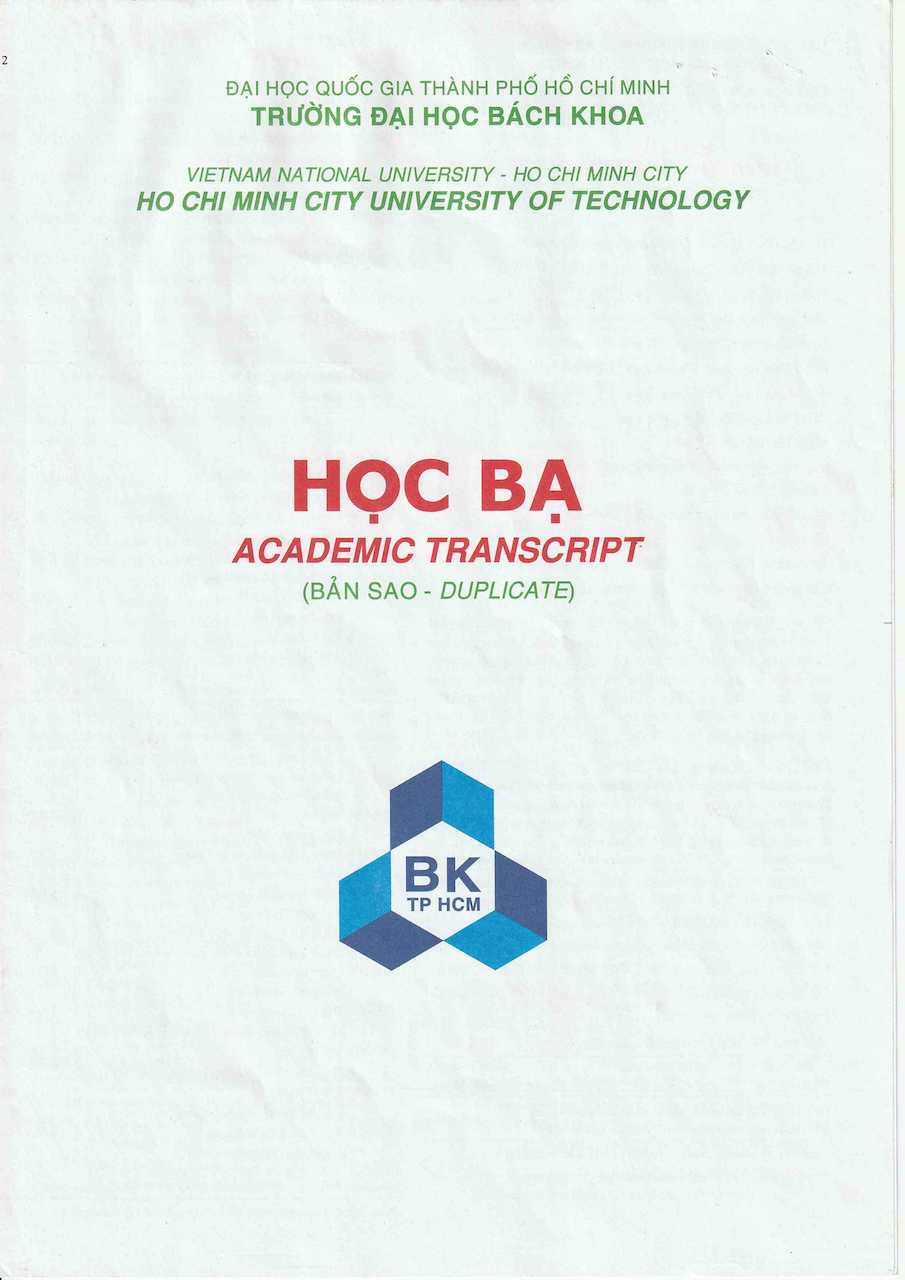 2
ĐẠI HỌC QUỐC GIA THÀNH PHỐ HỒ CHÍ MINH
TRƯỜNG ĐẠI HỌC BÁCH KHOA
VIETNAM NATIONAL UNIVERSITY - HO CHI MINH CITY
HO CHI MINH CITY UNIVERSITY OF TECHNOLOGY
HỌC BẠ
ACADEMIC TRANSCRIPT
(BẢN SAO - DUPLICATE)
BK
TP HCM